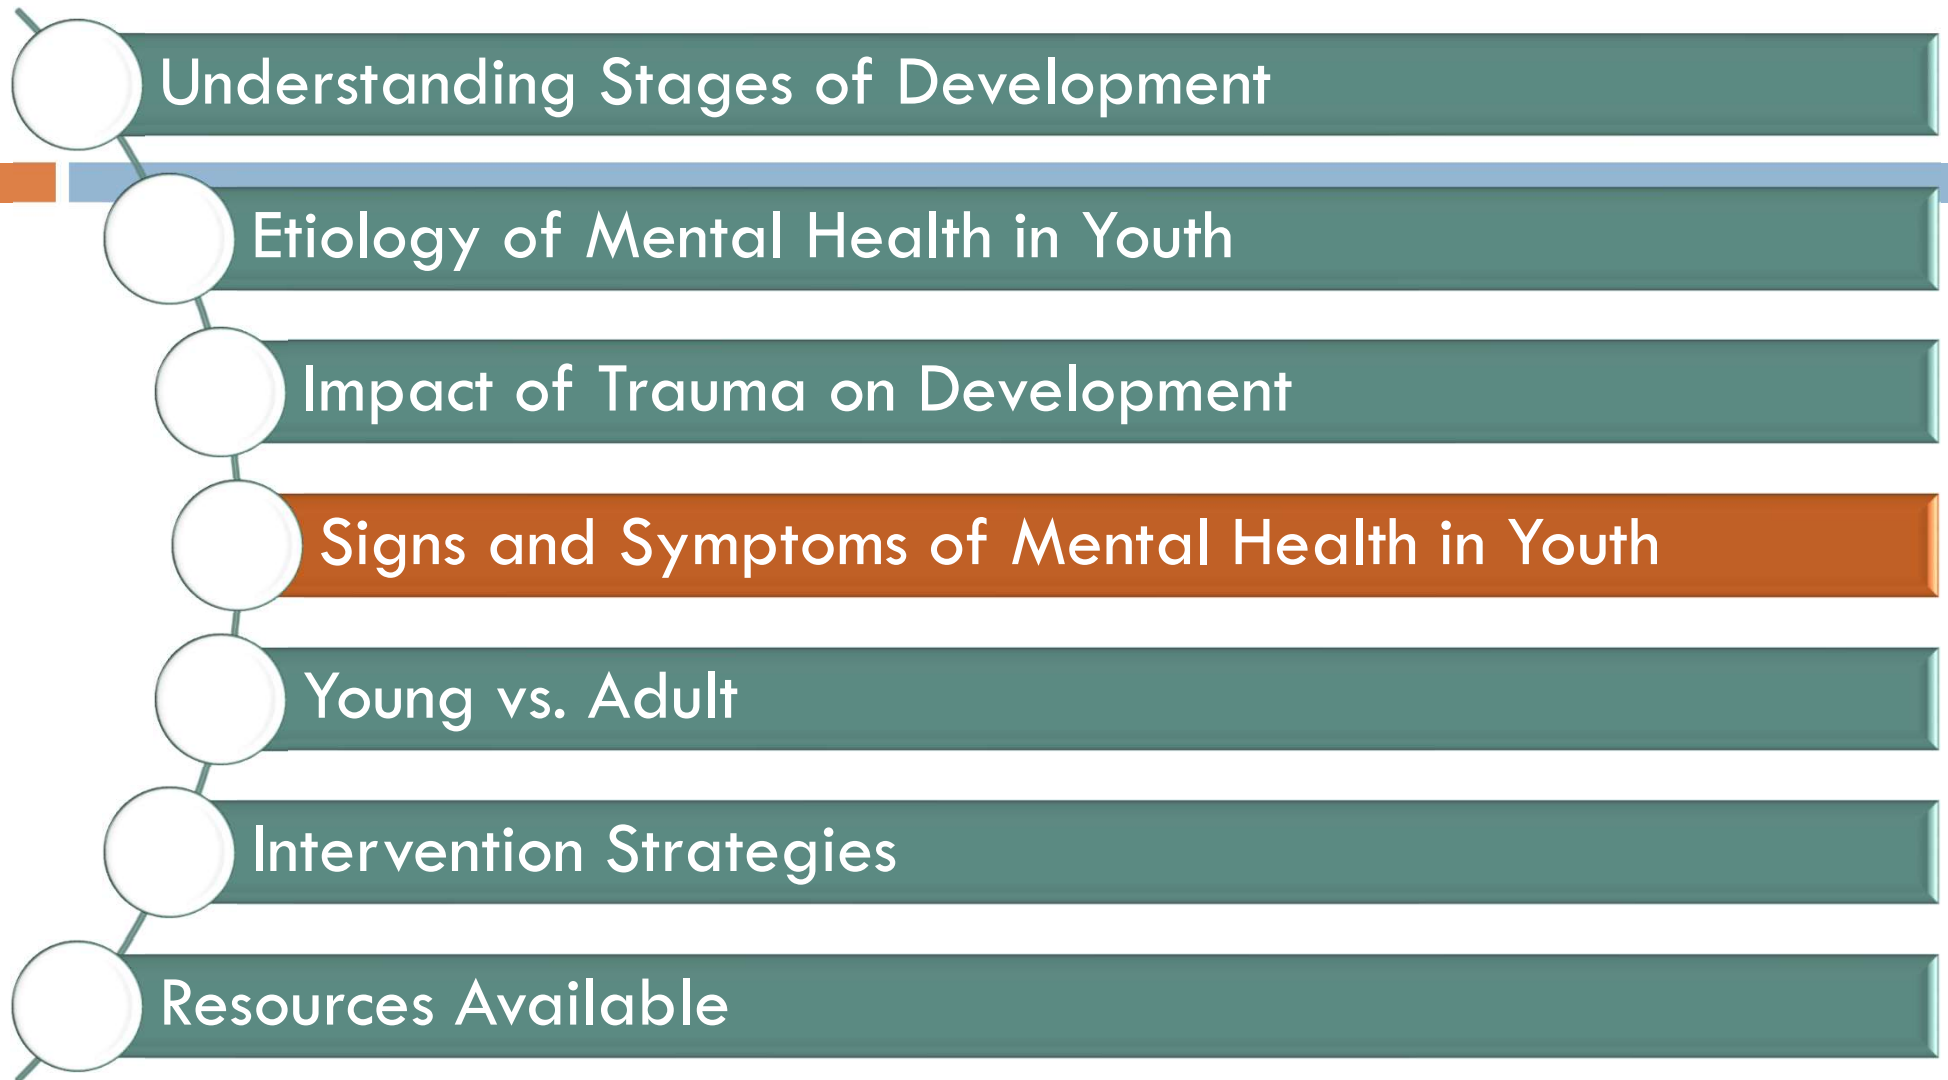 Understanding Stages of Development
Etiology of Mental Health in Youth
Impact of Trauma on Development
Signs and Symptoms of Mental Health in Youth
Young vs. Adult
Intervention Strategies
Resources Available